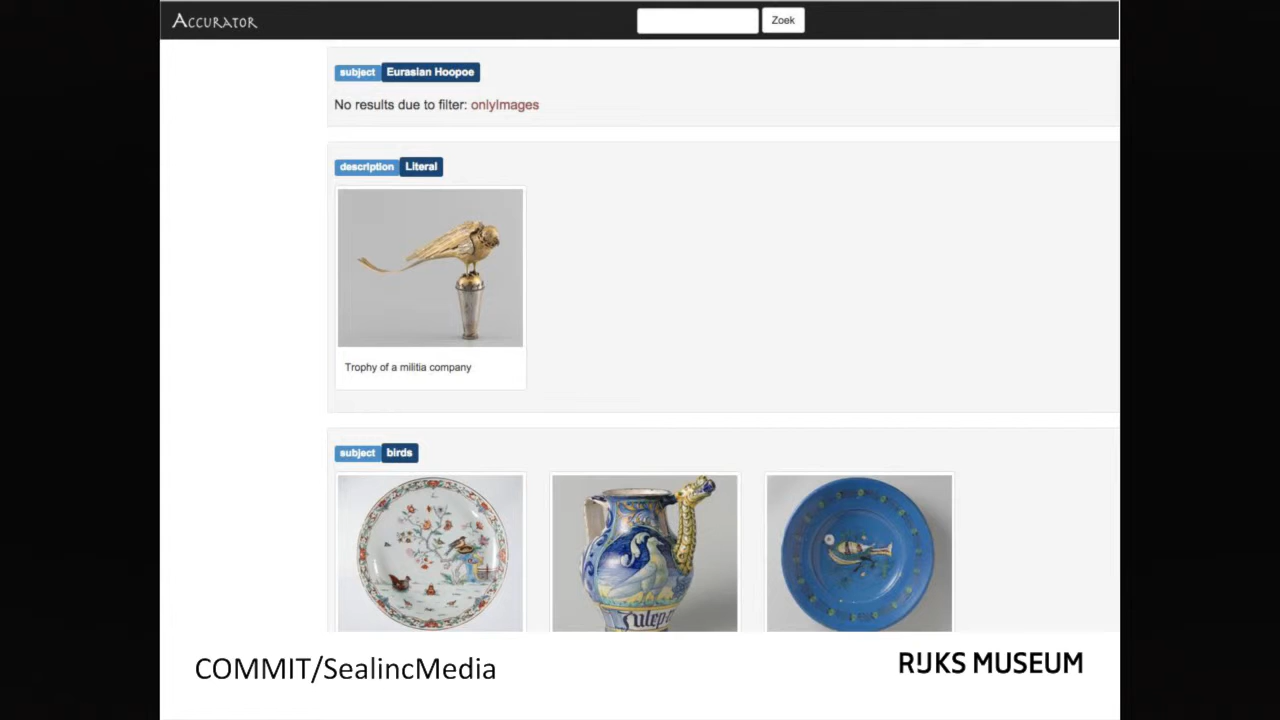 ACCURATOR
Zoek
subject Eurasian Hoopoe
No results due to filter: onlyImages
description Literal
Trophy of a militia company
subject birds
COMMIT/SealincMedia
RIJKS MUSEUM